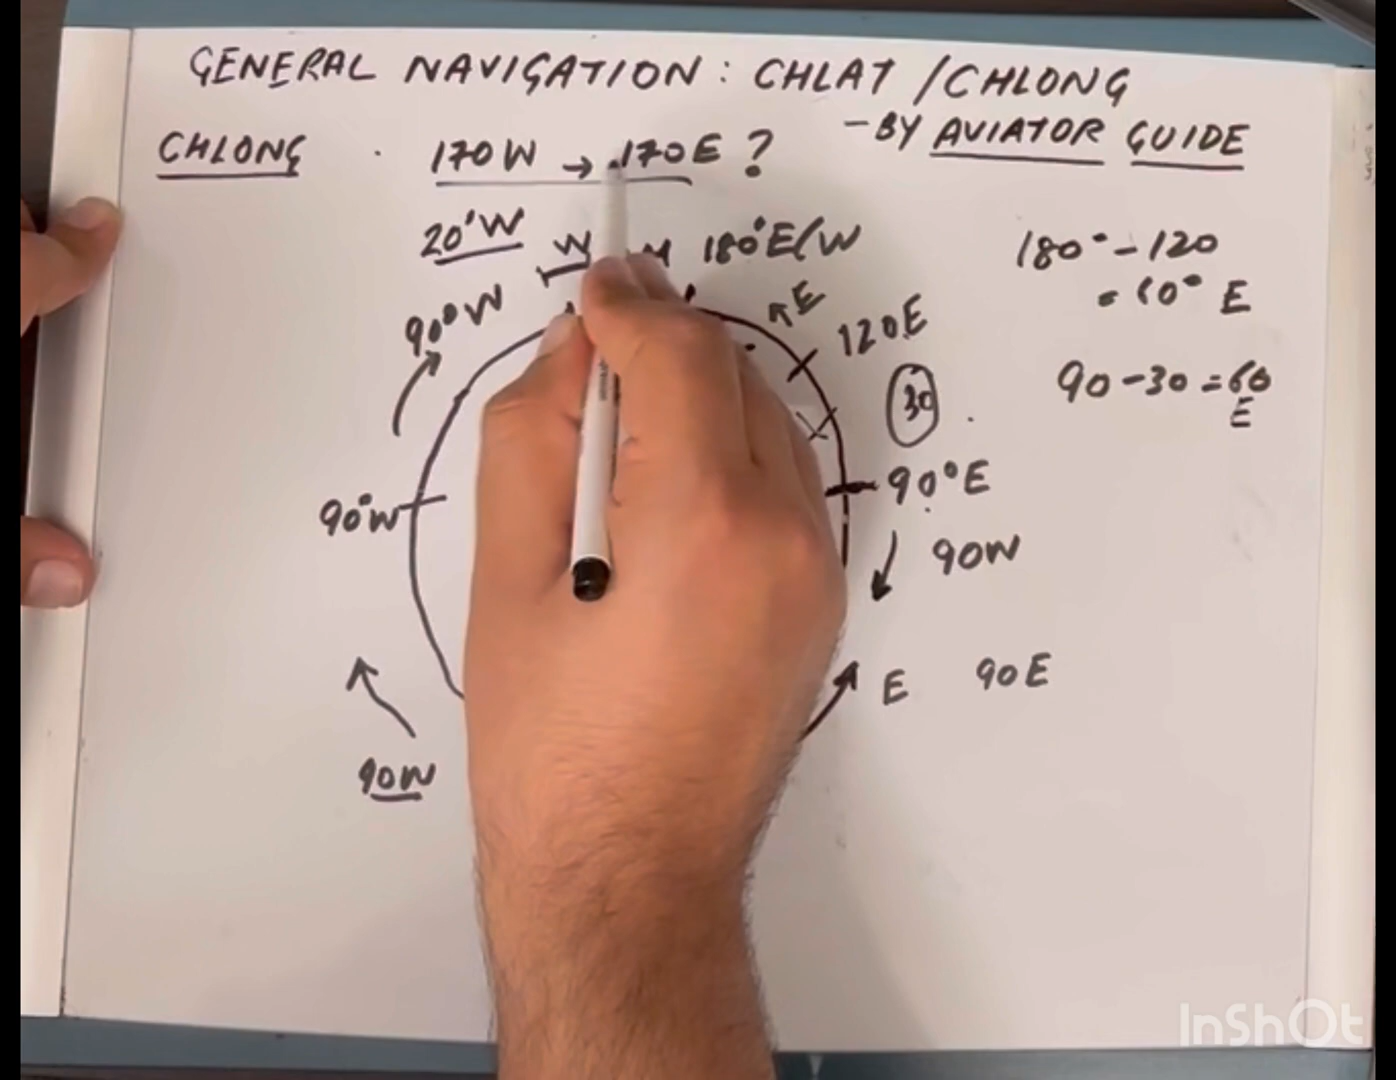 GENERAL NAVIGATION : CHLAT / CHLONG
- BY AVIATOR GUIDE
CHLONG
170W → 170E ?
20°W
W
180°E/W
180° - 120
= 60° E
90°W
E
120E
90 - 30 = 60
E
30
90°W
90°E
90W
E
90E
90W
InShOt